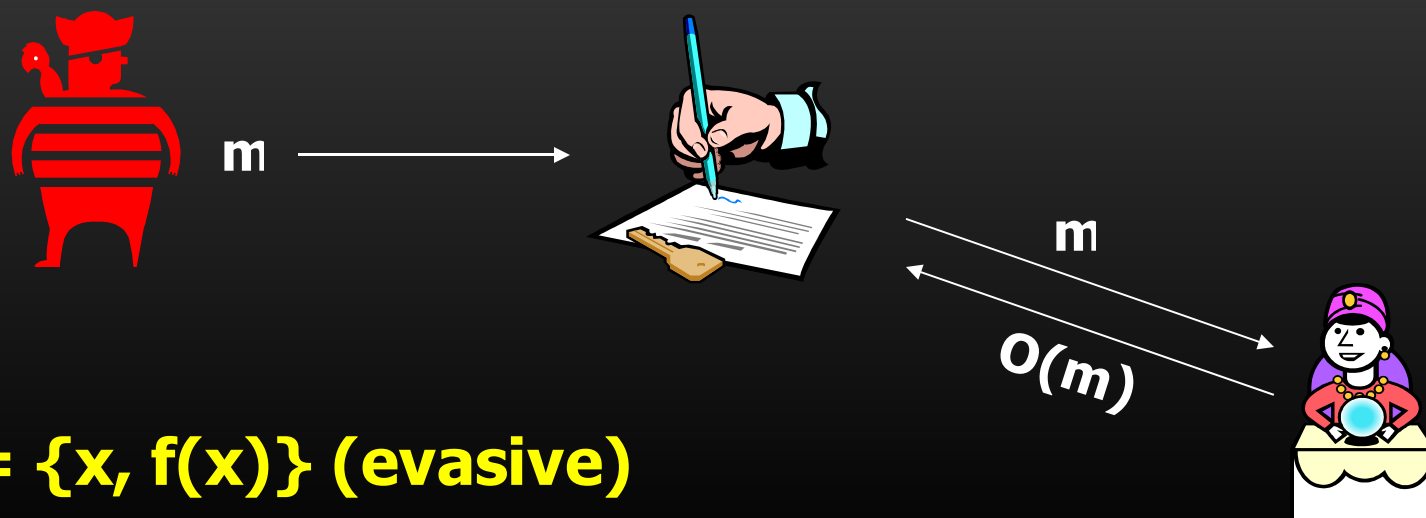 m
m
O(m)
= {x, f(x)} (evasive)